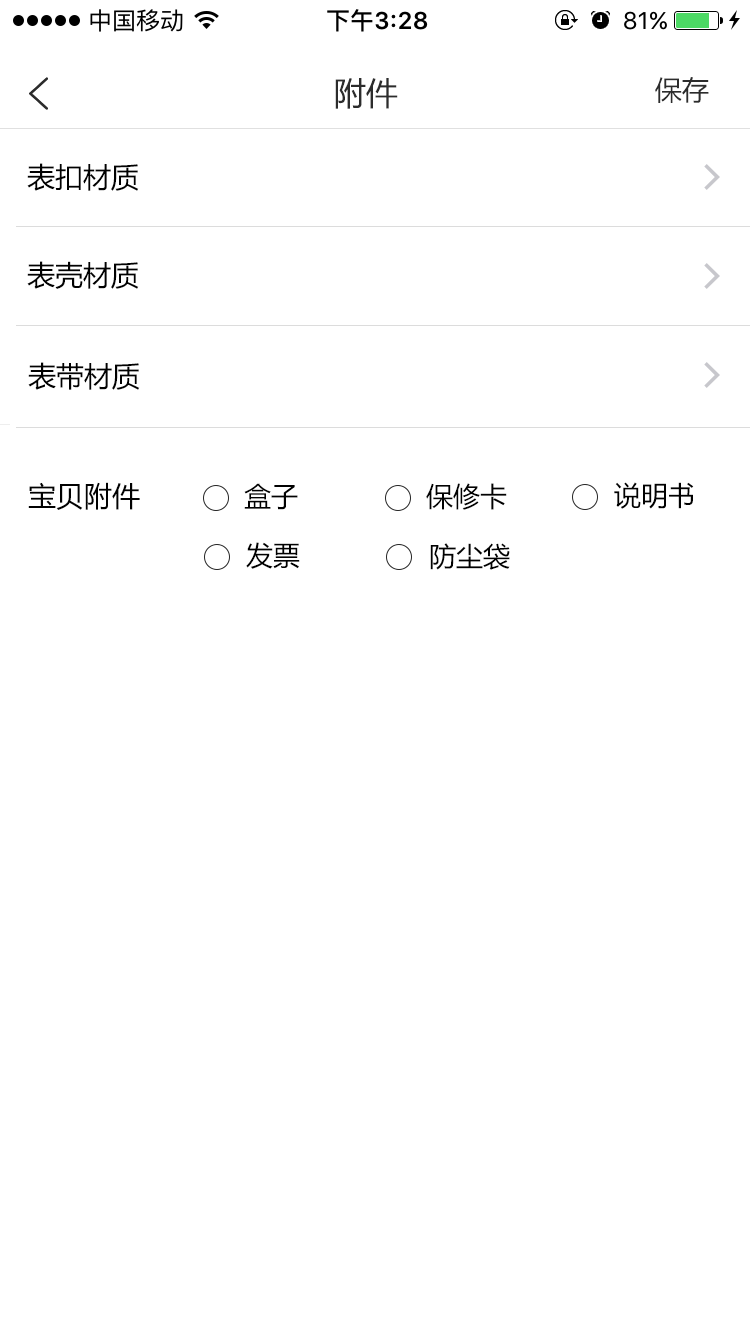 中国移动 下午3:28 81%
附件 保存
表扣材质
表壳材质
表带材质
宝贝附件 盒子 保修卡 说明书
发票 防尘袋